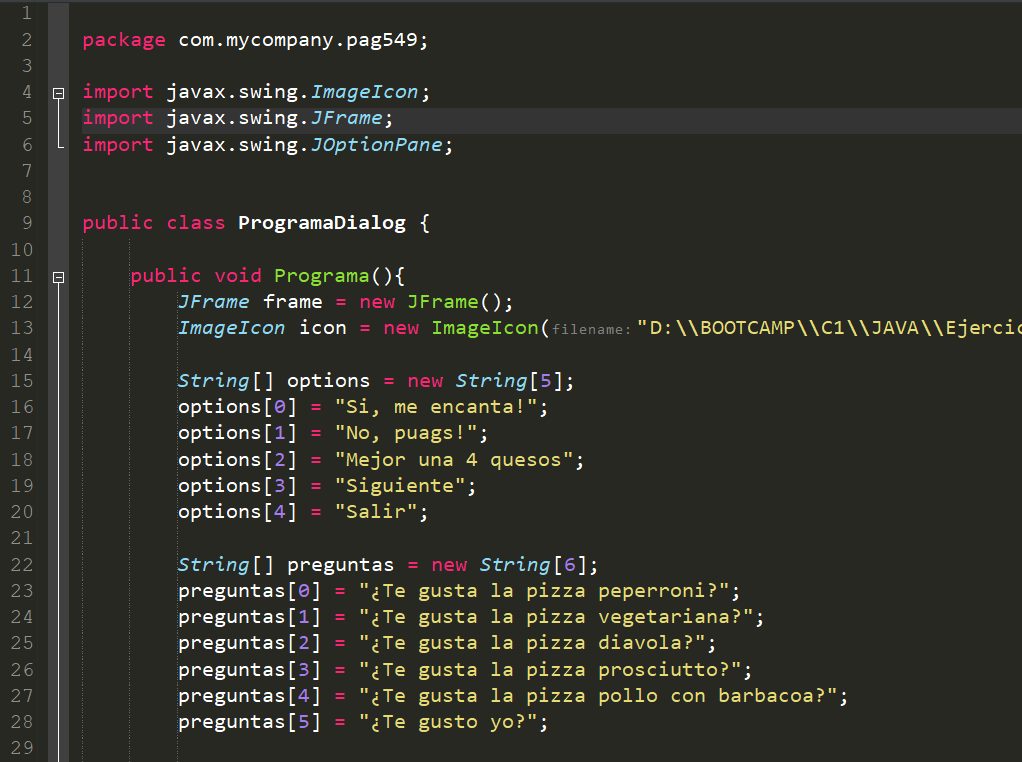 1
2 package com.mycompany.pag549;
3
4 import javax.swing.ImageIcon;
5 import javax.swing.JFrame;
6 import javax.swing.JOptionPane;
7
8
9 public class ProgramaDialog {
10
11 public void Programa(){
12 JFrame frame = new JFrame();
13 ImageIcon icon = new ImageIcon(filename: "D:\\BOOTCAMP\\C1\\JAVA\\Ejercic
14
15 String[] options = new String[5];
16 options[0] = "Si, me encanta!";
17 options[1] = "No, puags!";
18 options[2] = "Mejor una 4 quesos";
19 options[3] = "Siguiente";
20 options[4] = "Salir";
21
22 String[] preguntas = new String[6];
23 preguntas[0] = "¿Te gusta la pizza peperroni?";
24 preguntas[1] = "¿Te gusta la pizza vegetariana?";
25 preguntas[2] = "¿Te gusta la pizza diavola?";
26 preguntas[3] = "¿Te gusta la pizza prosciutto?";
27 preguntas[4] = "¿Te gusta la pizza pollo con barbacoa?";
28 preguntas[5] = "¿Te gusto yo?";
29